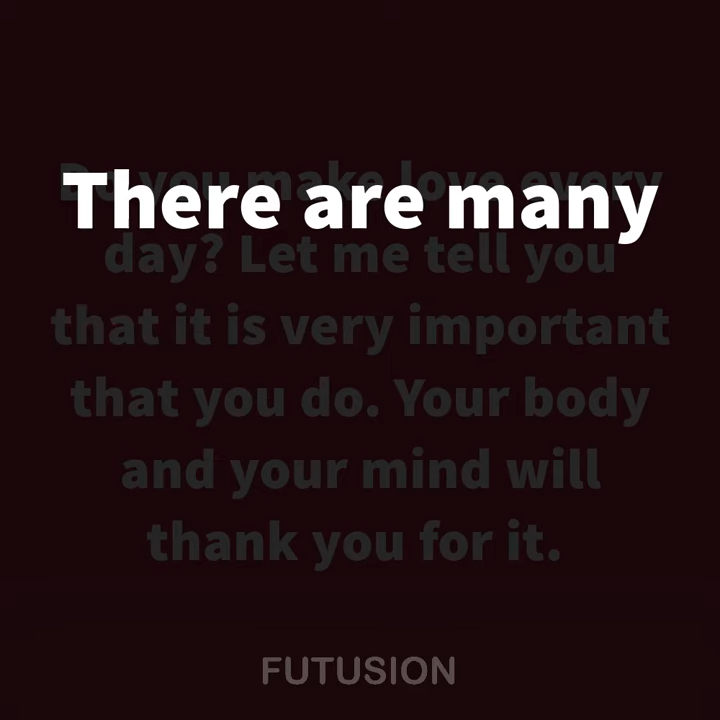 There are many
Do you make love every
day? Let me tell you
that it is very important
that you do. Your body
and your mind will
thank you for it.
FUTUSION